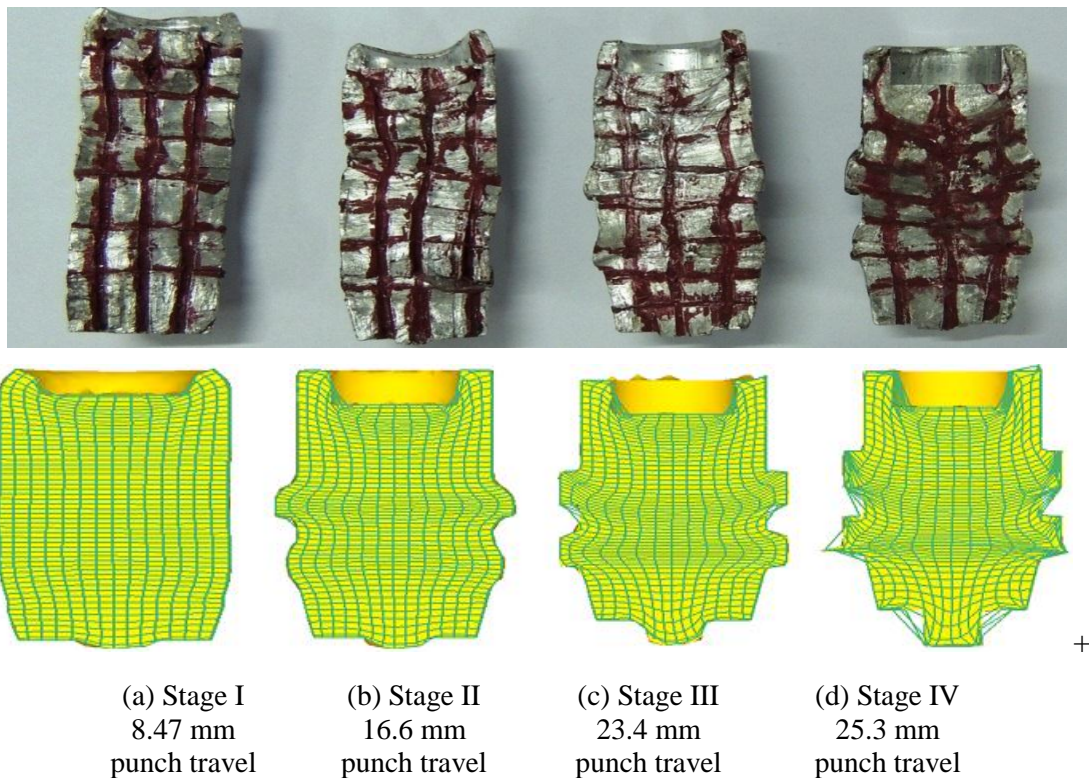 +
(a) Stage I
8.47 mm
punch travel
(b) Stage II
16.6 mm
punch travel
(c) Stage III
23.4 mm
punch travel
(d) Stage IV
25.3 mm
punch travel